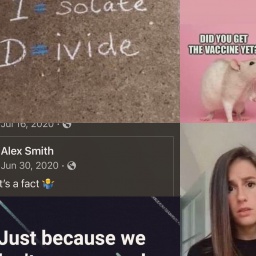 I = solate
D = ivide
DID YOU GET
THE VACCINE YET?
Jul 16, 2020 ·
Alex Smith
Jun 30, 2020 ·
t's a fact 🤷
Just because we